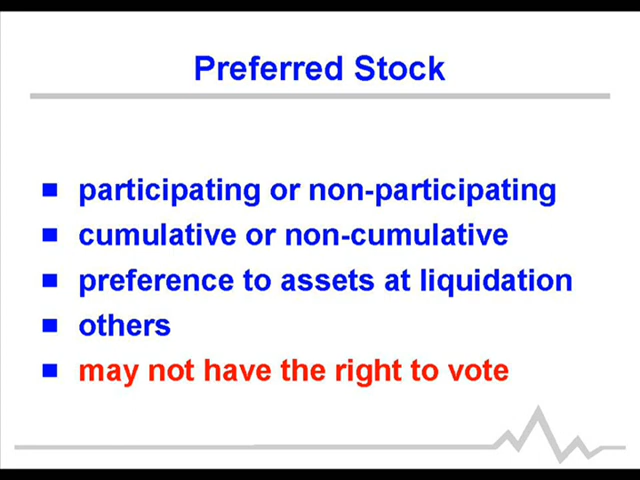 Preferred Stock
participating or non-participating
cumulative or non-cumulative
preference to assets at liquidation
others
may not have the right to vote